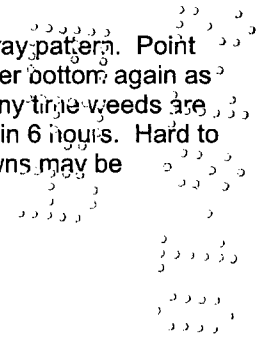 ray pattern. Point
er bottom again as
ny time weeds are
in 6 hours. Hard to
wns may be